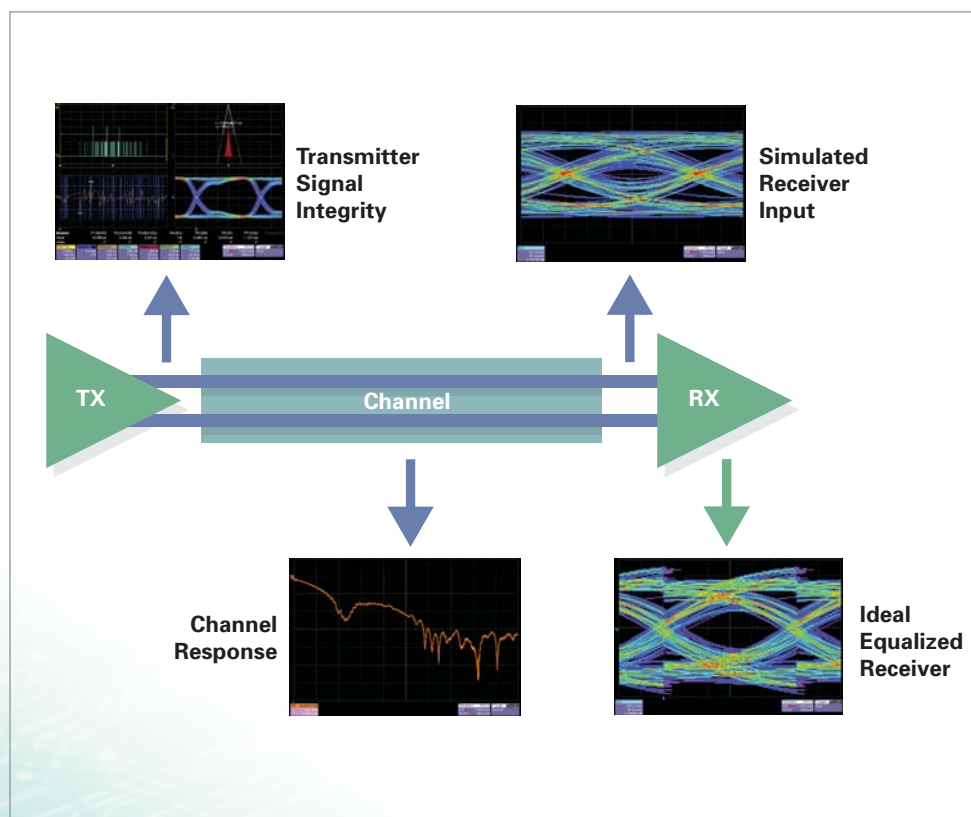 Transmitter
Signal
Integrity
Simulated
Receiver
Input
TX
Channel
RX
Channel
Response
Ideal
Equalized
Receiver